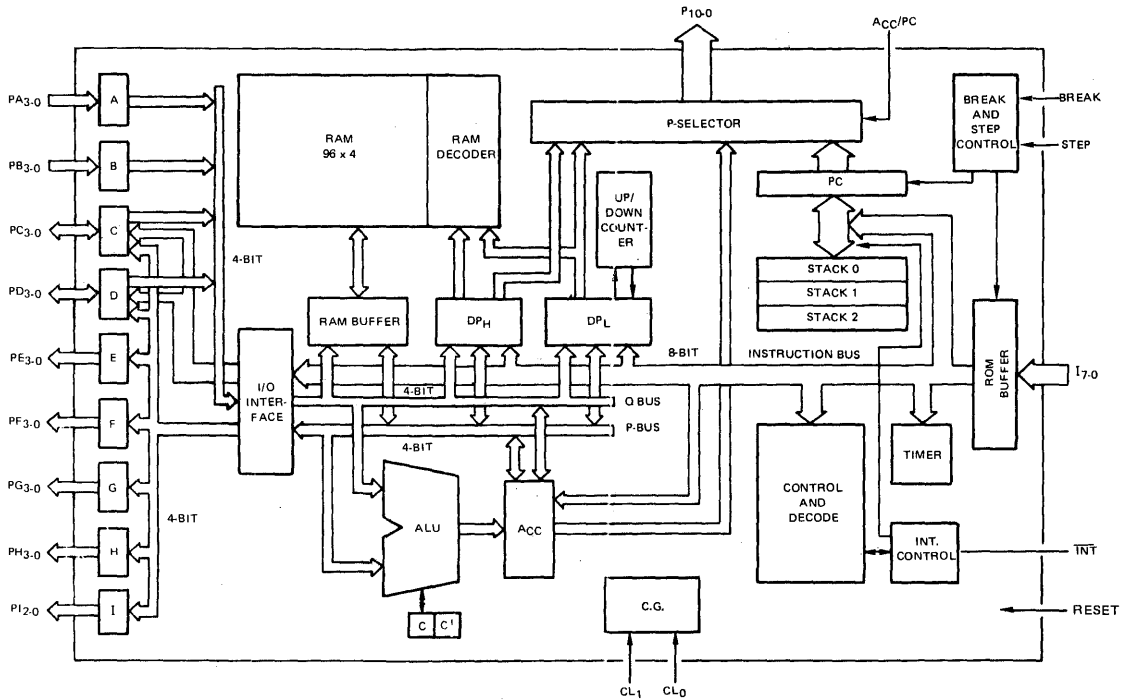 P10-0
ACC/PC
PA3-0
A
RAM
96 x 4
RAM
DECODER
P-SELECTOR
BREAK
AND
STEP
CONTROL
BREAK
STEP
PB3-0
B
PC
UP/
DOWN
COUNT-
ER
PC3-0
C
4-BIT
STACK 0
STACK 1
STACK 2
PD3-0
D
RAM BUFFER
DPH
DPL
PE3-0
E
8-BIT
INSTRUCTION BUS
I/O
INTER-
FACE
ROM
BUFFER
I7-0
4-BIT
Q BUS
P-BUS
4-BIT
PF3-0
F
TIMER
PG3-0
G
4-BIT
ALU
ACC
CONTROL
AND
DECODE
PH3-0
H
INT.
CONTROL
INT
PI2-0
I
C
C'
C.G.
RESET
CL1
CL0